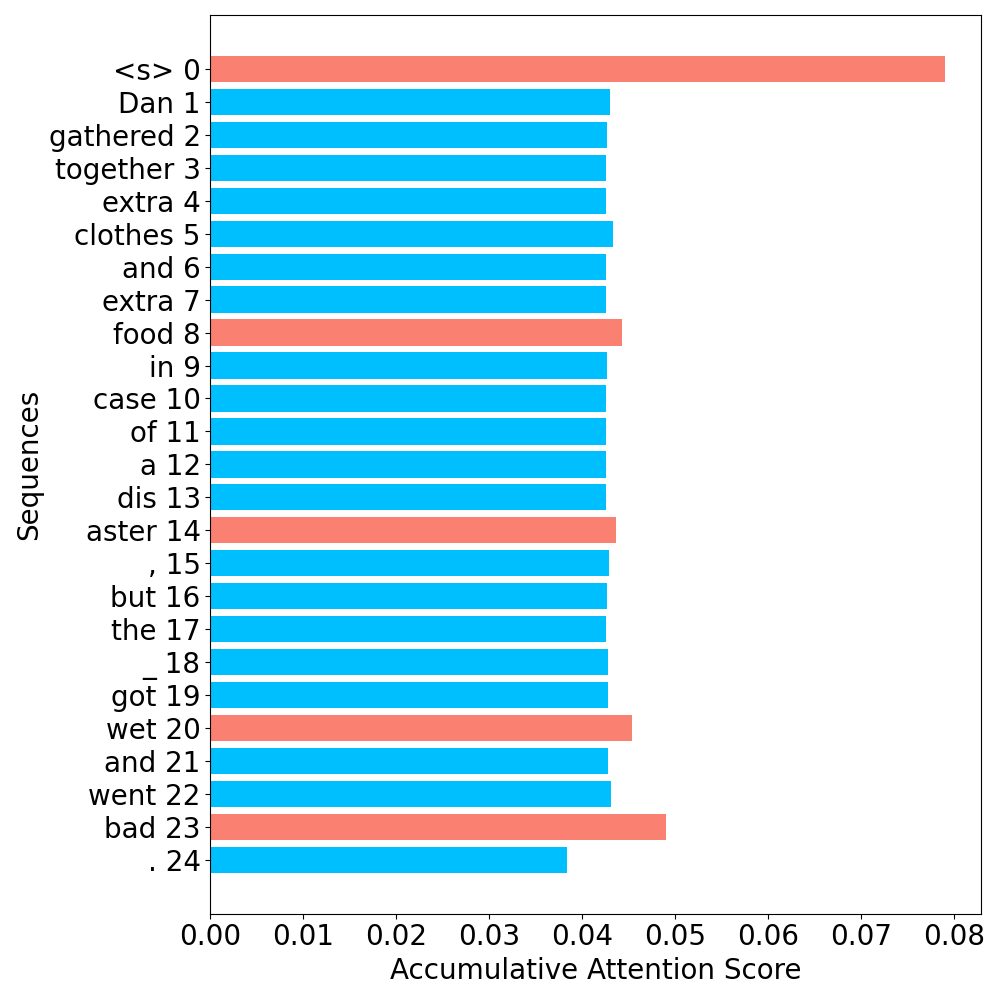 <s> 0
Dan 1
gathered 2
together 3
extra 4
clothes 5
and 6
extra 7
food 8
in 9
case 10
of 11
a 12
dis 13
aster 14
, 15
but 16
the 17
_ 18
got 19
wet 20
and 21
went 22
bad 23
. 24
Sequences
0.00 0.01 0.02 0.03 0.04 0.05 0.06 0.07 0.08
Accumulative Attention Score